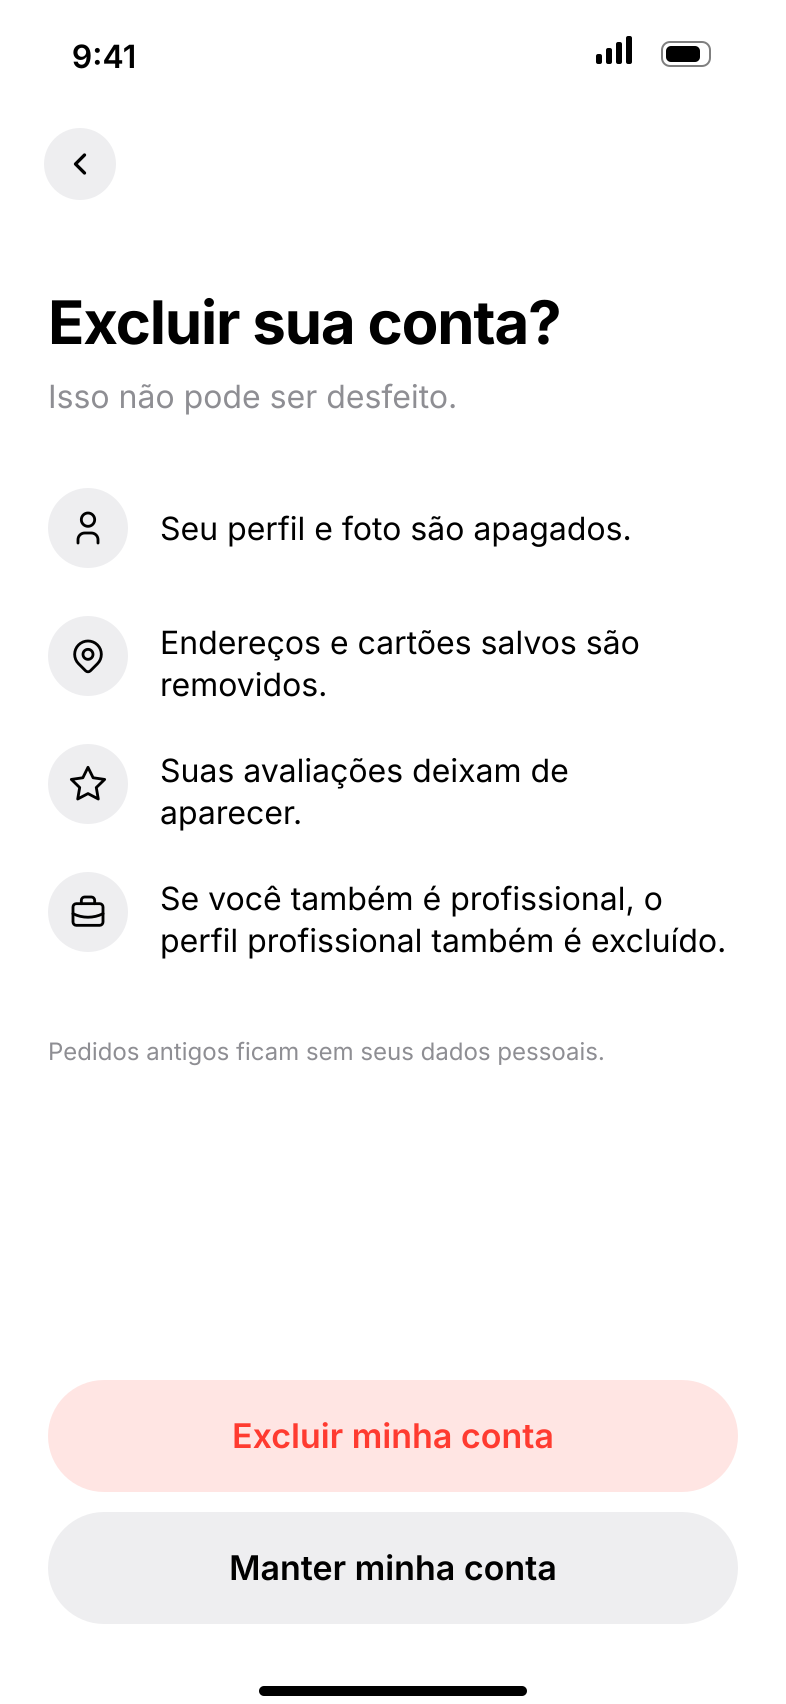 9:41
Excluir sua conta?
Isso não pode ser desfeito.
Seu perfil e foto são apagados.
Endereços e cartões salvos são
removidos.
Suas avaliações deixam de
aparecer.
Se você também é profissional, o
perfil profissional também é excluído.
Pedidos antigos ficam sem seus dados pessoais.
Excluir minha conta
Manter minha conta